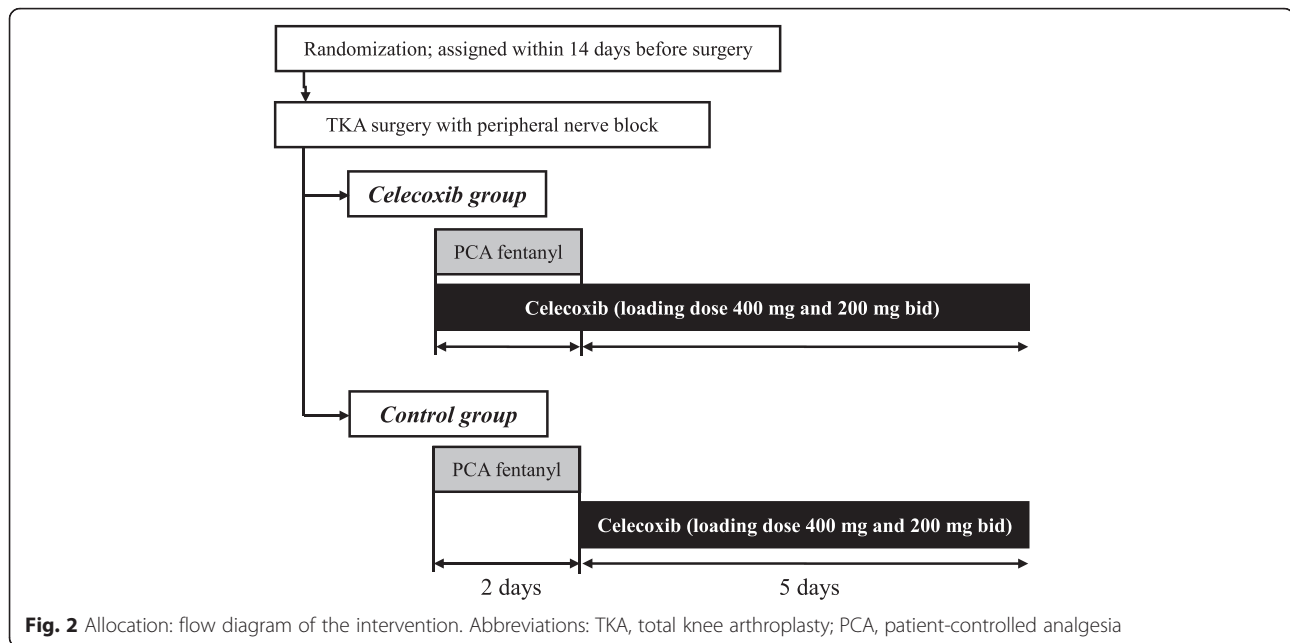 Randomization; assigned within 14 days before surgery
TKA surgery with peripheral nerve block
Celecoxib group
PCA fentanyl
Celecoxib (loading dose 400 mg and 200 mg bid)
Control group
PCA fentanyl
Celecoxib (loading dose 400 mg and 200 mg bid)
2 days
5 days
Fig. 2 Allocation: flow diagram of the intervention. Abbreviations: TKA, total knee arthroplasty; PCA, patient-controlled analgesia